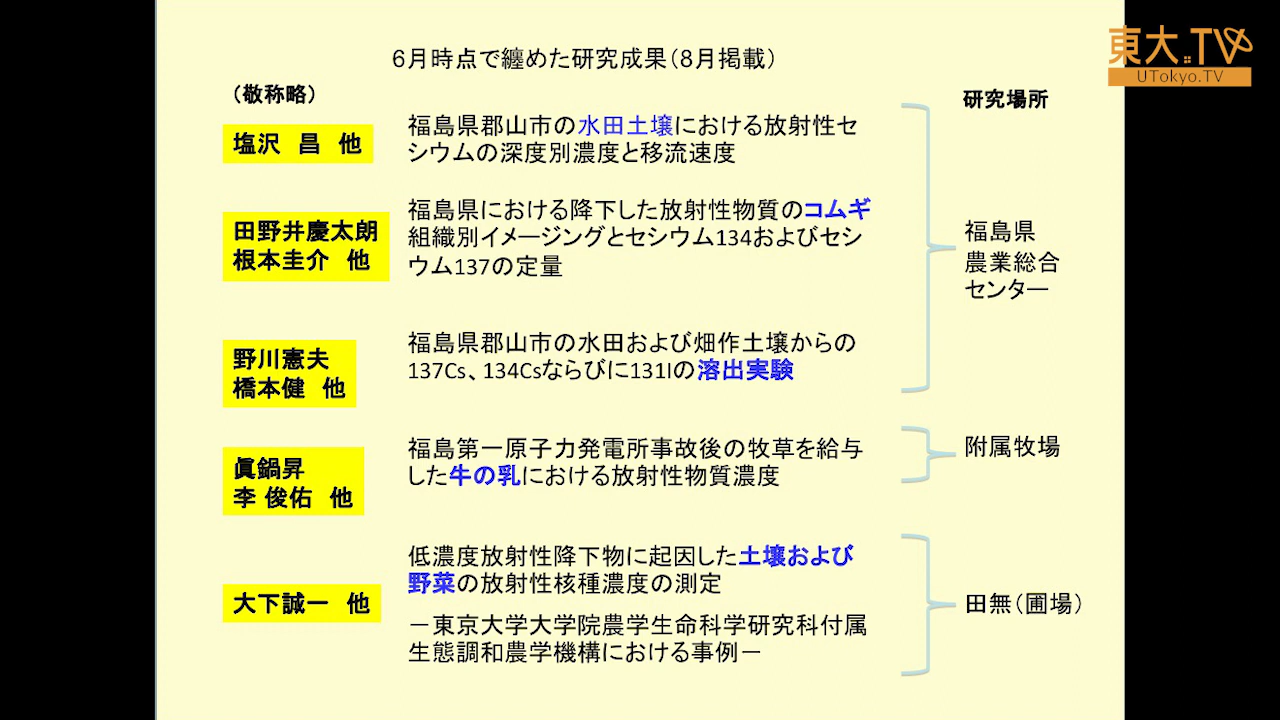 6月時点で纏めた研究成果（8月掲載）
東大.TV
UTokyo.TV
（敬称略）
研究場所
塩沢　昌　他
福島県郡山市の水田土壌における放射性セ
シウムの深度別濃度と移流速度
田野井慶太朗
根本圭介　他
福島県における降下した放射性物質のコムギ
組織別イメージングとセシウム134およびセシ
ウム137の定量
福島県
農業総合
センター
野川憲夫
橋本健　他
福島県郡山市の水田および畑作土壌からの
137Cs、134Csならびに131Iの溶出実験
眞鍋昇
李 俊佑　他
福島第一原子力発電所事故後の牧草を給与
した牛の乳における放射性物質濃度
附属牧場
大下誠一　他
低濃度放射性降下物に起因した土壌および
野菜の放射性核種濃度の測定
－東京大学大学院農学生命科学研究科付属
生態調和農学機構における事例－
田無（圃場）